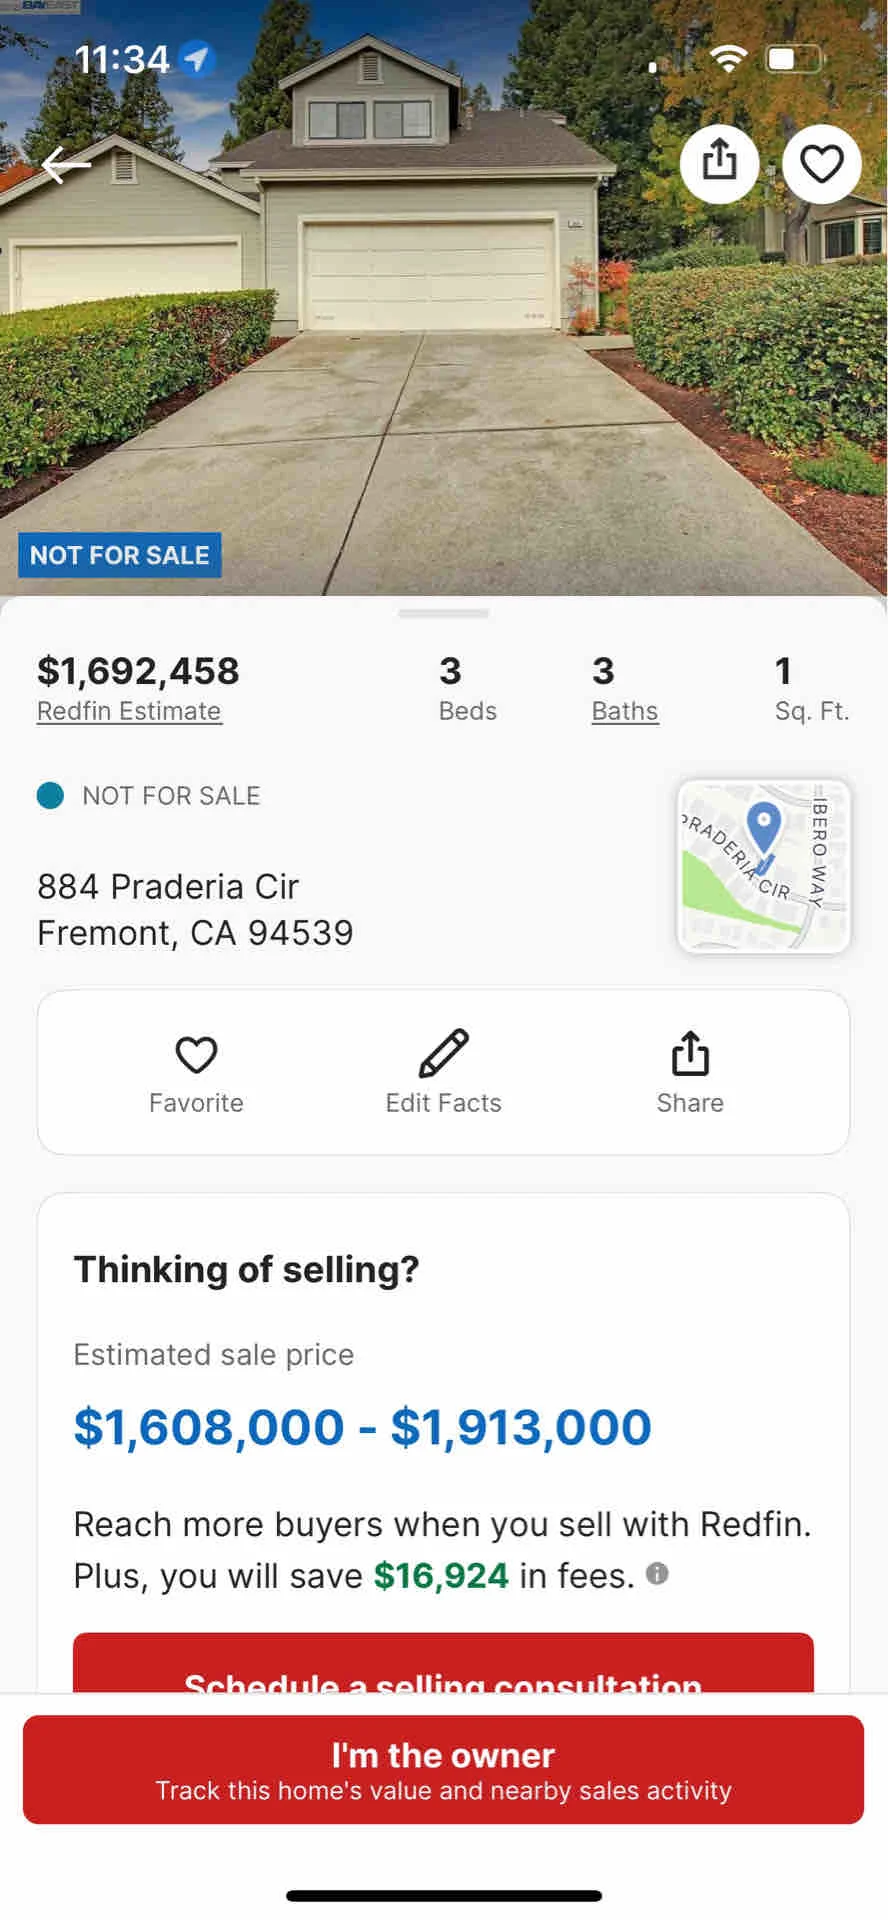 BAYEAST
11:34
NOT FOR SALE
$1,692,458
3
3
1
Redfin Estimate
Beds
Baths
Sq. Ft.
NOT FOR SALE
884 Praderia Cir
Fremont, CA 94539
PRADERIA CIR
IBERO WAY
Favorite
Edit Facts
Share
Thinking of selling?
Estimated sale price
$1,608,000 - $1,913,000
Reach more buyers when you sell with Redfin.
Plus, you will save $16,924 in fees.
Schedule a selling consultation
I'm the owner
Track this home's value and nearby sales activity